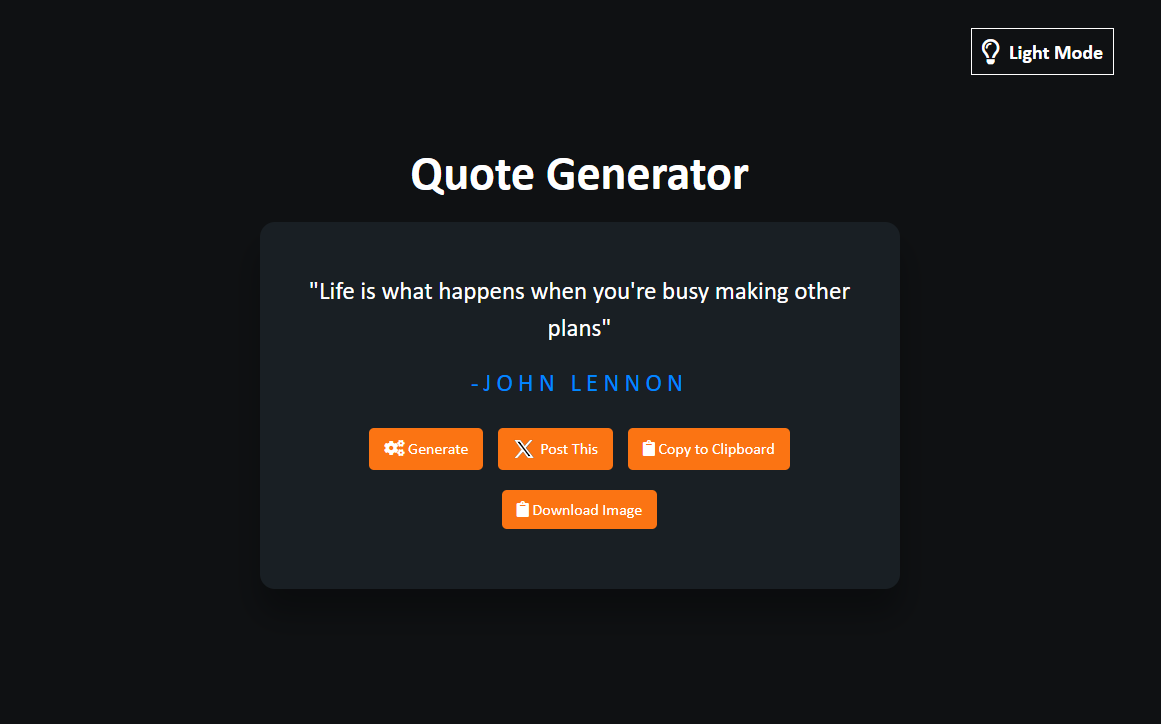 Light Mode
Quote Generator
"Life is what happens when you're busy making other
plans"
-JOHN LENNON
Generate
Post This
Copy to Clipboard
Download Image